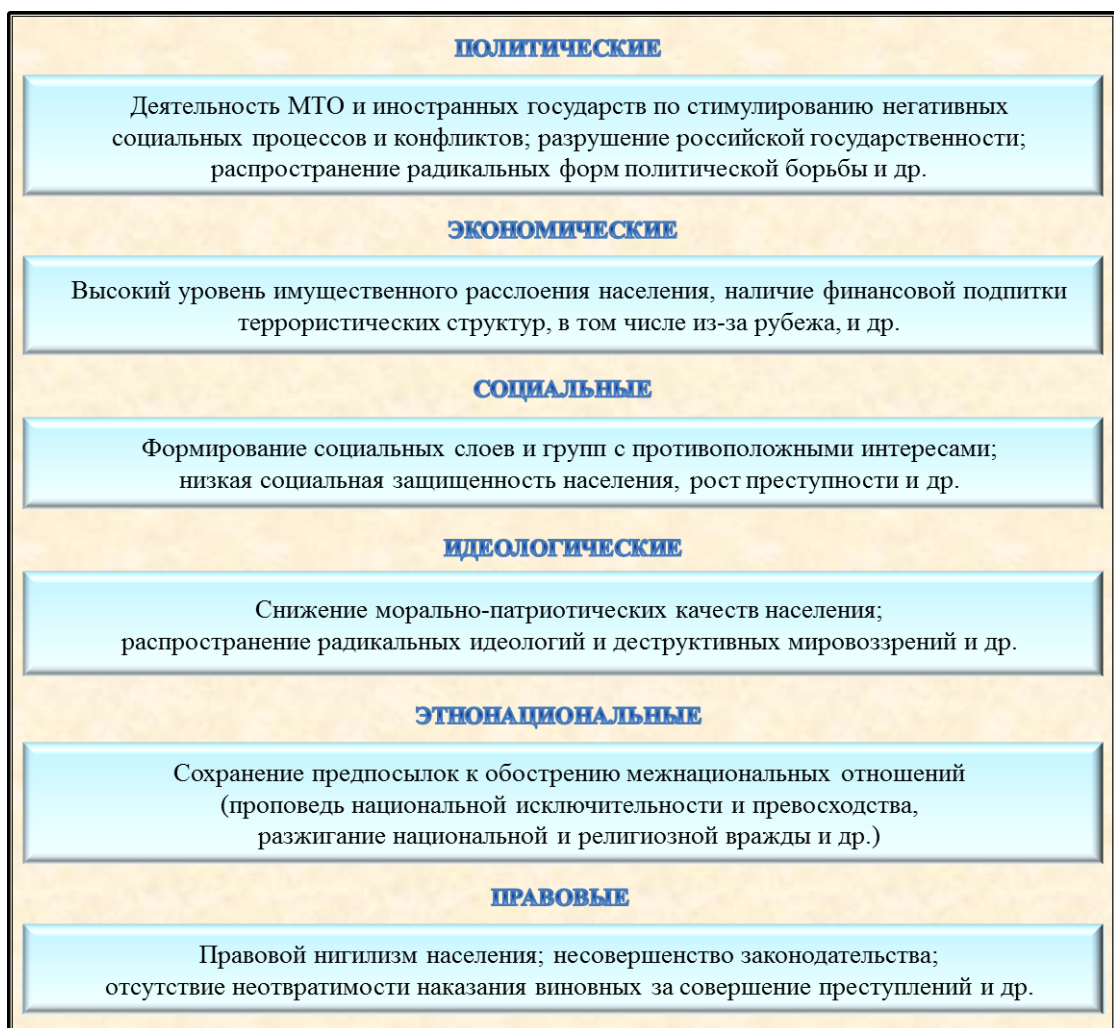 ПОЛИТИЧЕСКИЕ
Деятельность МТО и иностранных государств по стимулированию негативных
социальных процессов и конфликтов; разрушение российской государственности;
распространение радикальных форм политической борьбы и др.
ЭКОНОМИЧЕСКИЕ
Высокий уровень имущественного расслоения населения, наличие финансовой подпитки
террористических структур, в том числе из-за рубежа, и др.
СОЦИАЛЬНЫЕ
Формирование социальных слоев и групп с противоположными интересами;
низкая социальная защищенность населения, рост преступности и др.
ИДЕОЛОГИЧЕСКИЕ
Снижение морально-патриотических качеств населения;
распространение радикальных идеологий и деструктивных мировоззрений и др.
ЭТНОНАЦИОНАЛЬНЫЕ
Сохранение предпосылок к обострению межнациональных отношений
(проповедь национальной исключительности и превосходства,
разжигание национальной и религиозной вражды и др.)
ПРАВОВЫЕ
Правовой нигилизм населения; несовершенство законодательства;
отсутствие неотвратимости наказания виновных за совершение преступлений и др.